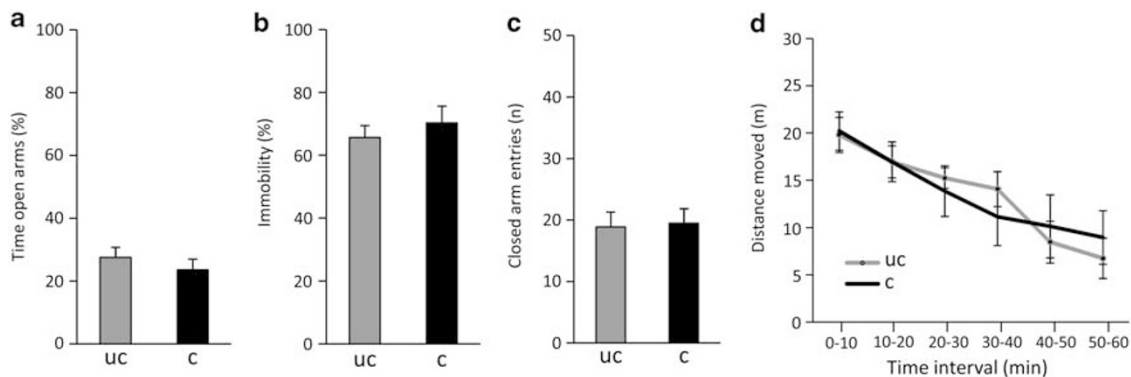 a
Time open arms (%)
100
80
60
40
20
0
uc c
b
Immobility (%)
100
80
60
40
20
0
uc c
c
Closed arm entries (n)
50
40
30
20
10
0
uc c
d
Distance moved (m)
30
25
20
15
10
5
0
uc
c
0-10 10-20 20-30 30-40 40-50 50-60
Time interval (min)